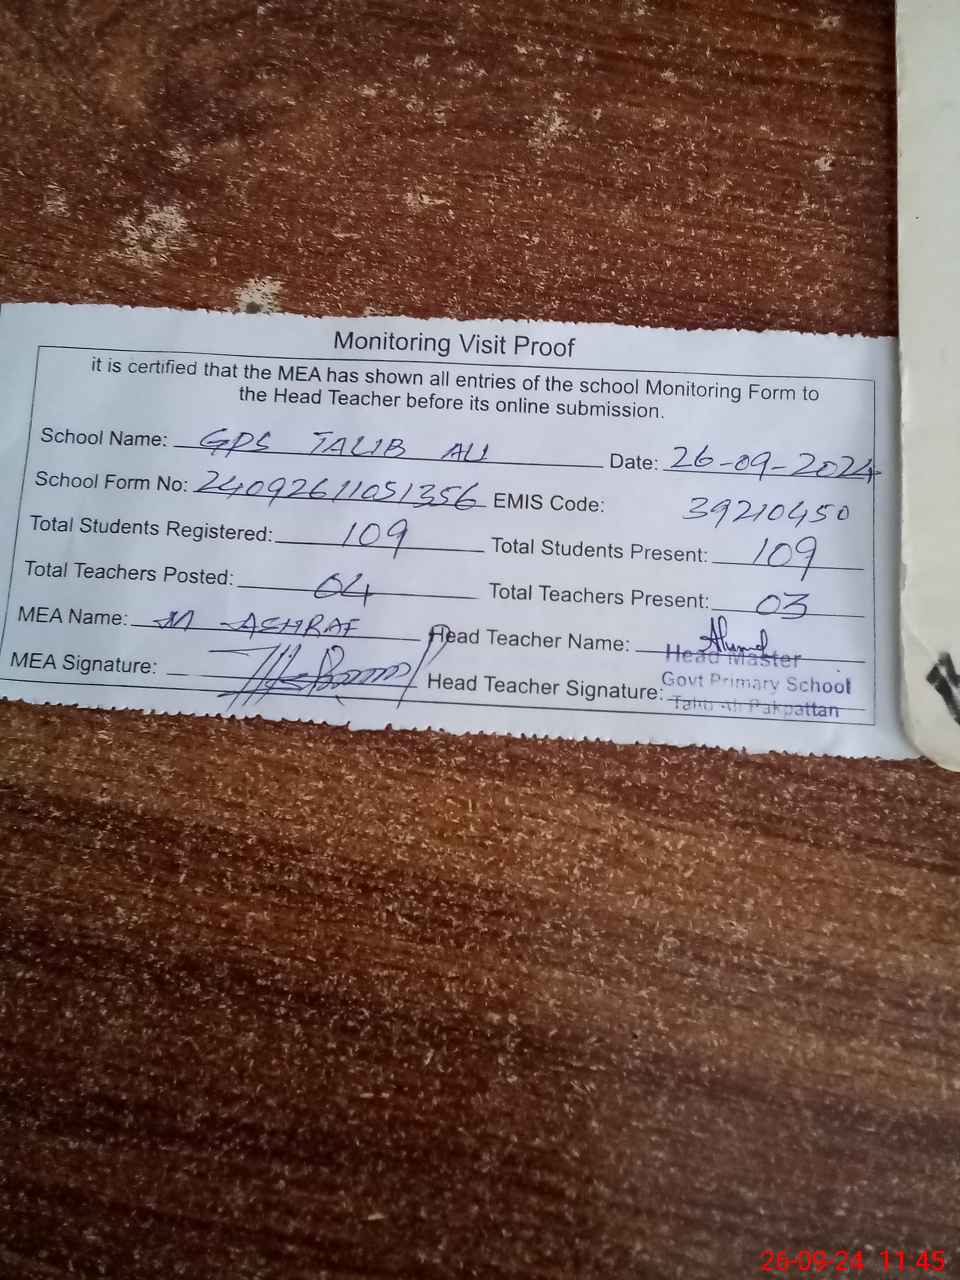 Monitoring Visit Proof
it is certified that the MEA has shown all entries of the school Monitoring Form to
the Head Teacher before its online submission.
School Name: GPS TALIB ALI Date: 26-09-2024
School Form No: 24092611051356 EMIS Code: 39210450
Total Students Registered: 109 Total Students Present: 109
Total Teachers Posted: 04 Total Teachers Present: 03
MEA Name: M ASHRAF Head Teacher Name:
Head Master
MEA Signature: Head Teacher Signature: Govt Primary School
Pakpattan
26-09-24 11:45